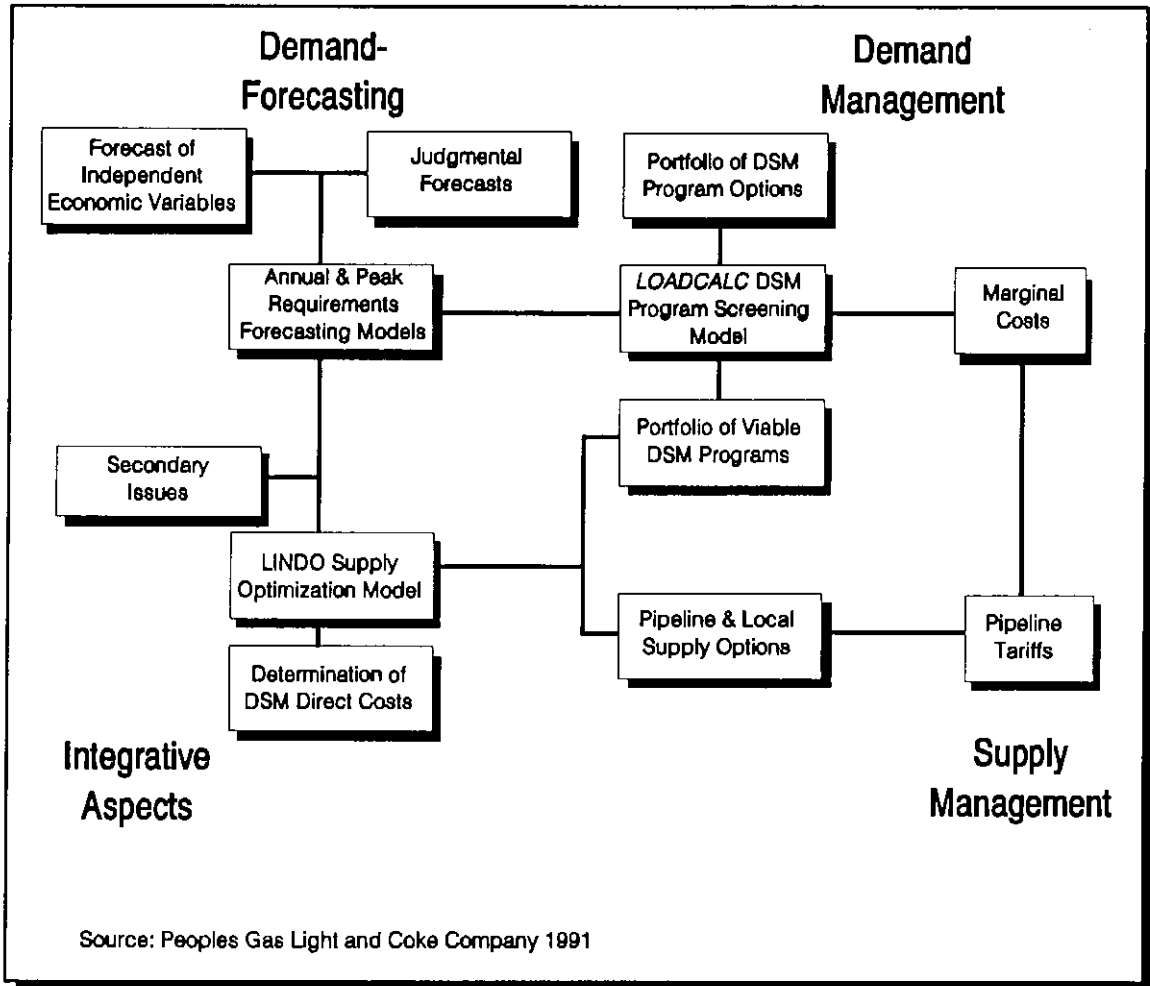 Demand-
Forecasting
Demand
Management
Forecast of
Independent
Economic Variables
Judgmental
Forecasts
Portfolio of DSM
Program Options
Annual & Peak
Requirements
Forecasting Models
LOADCALC DSM
Program Screening
Model
Marginal
Costs
Portfolio of Viable
DSM Programs
Secondary
Issues
LINDO Supply
Optimization Model
Pipeline & Local
Supply Options
Pipeline
Tariffs
Determination of
DSM Direct Costs
Integrative
Aspects
Supply
Management
Source: Peoples Gas Light and Coke Company 1991